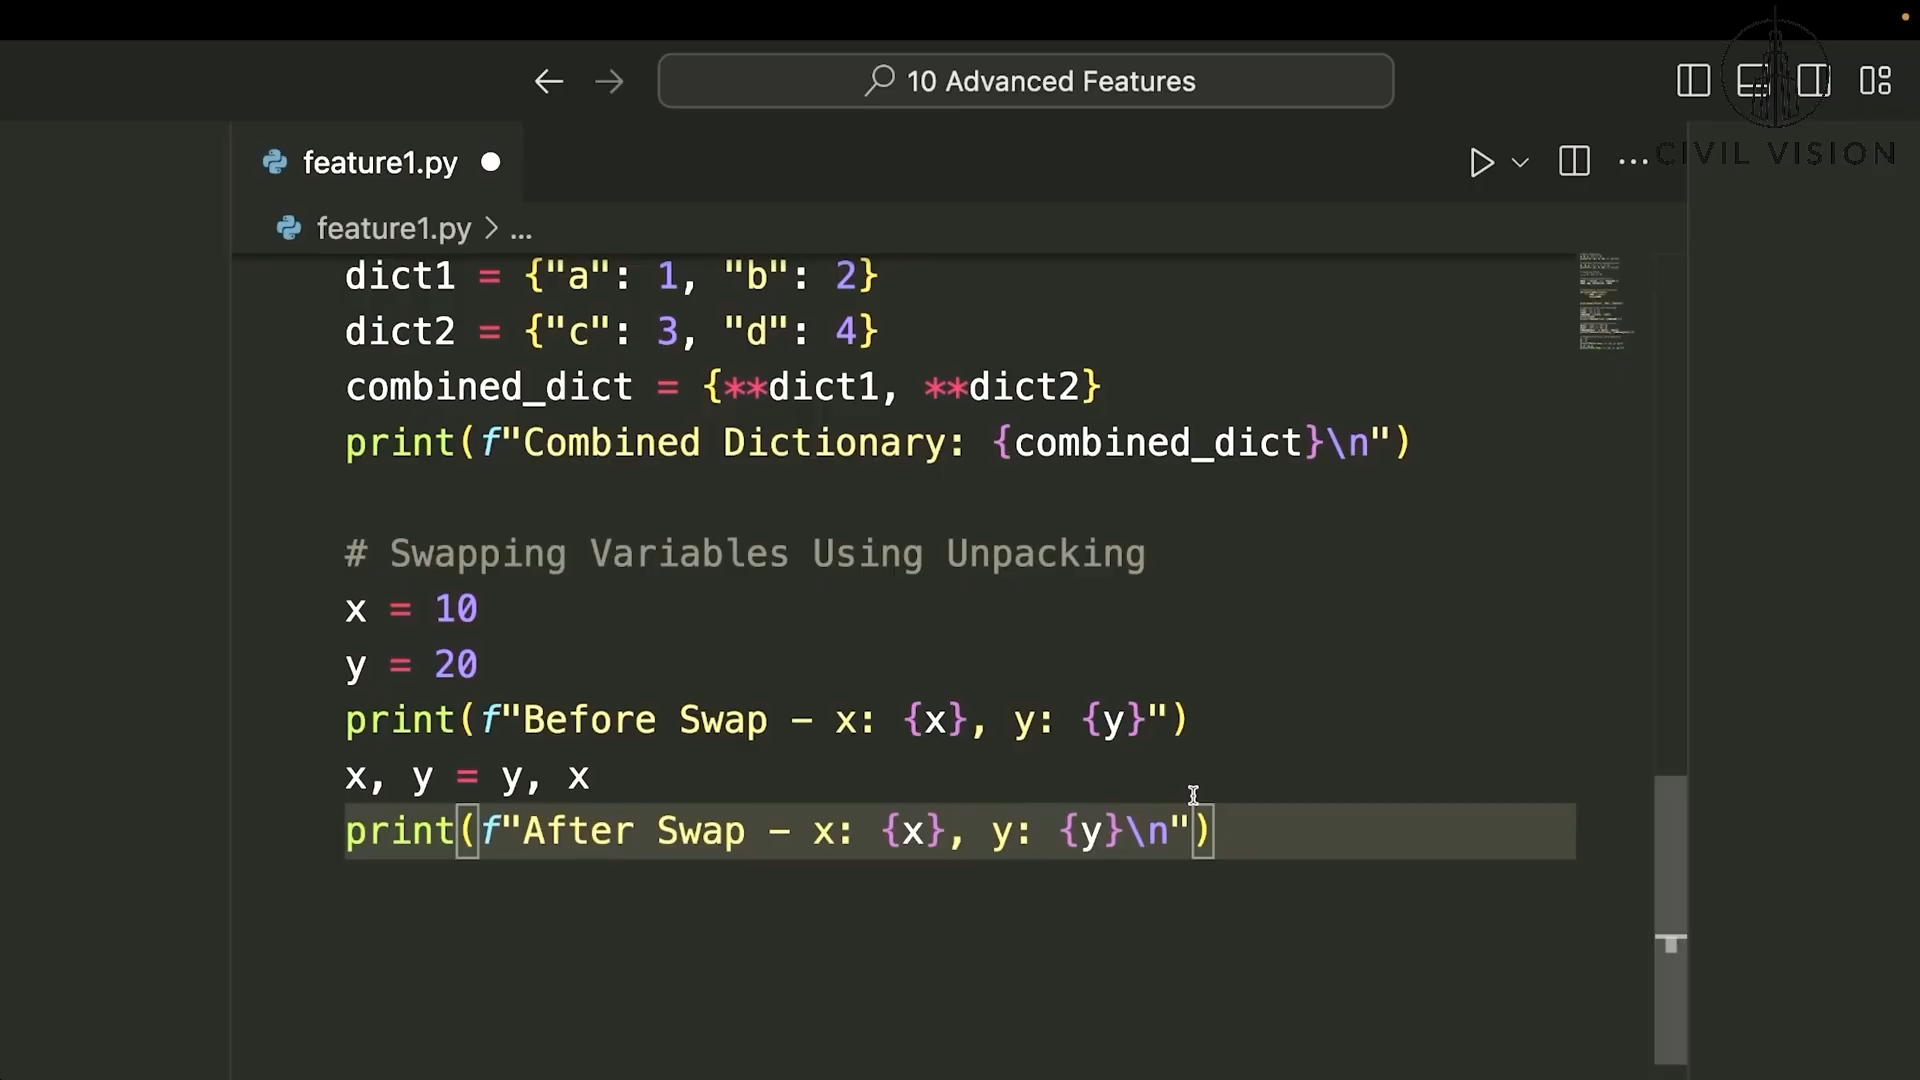 10 Advanced Features
CIVIL VISION
feature1.py
feature1.py > ...
dict1 = {"a": 1, "b": 2}
dict2 = {"c": 3, "d": 4}
combined_dict = {**dict1, **dict2}
print(f"Combined Dictionary: {combined_dict}\n")
# Swapping Variables Using Unpacking
x = 10
y = 20
print(f"Before Swap - x: {x}, y: {y}")
x, y = y, x
print(f"After Swap - x: {x}, y: {y}\n")